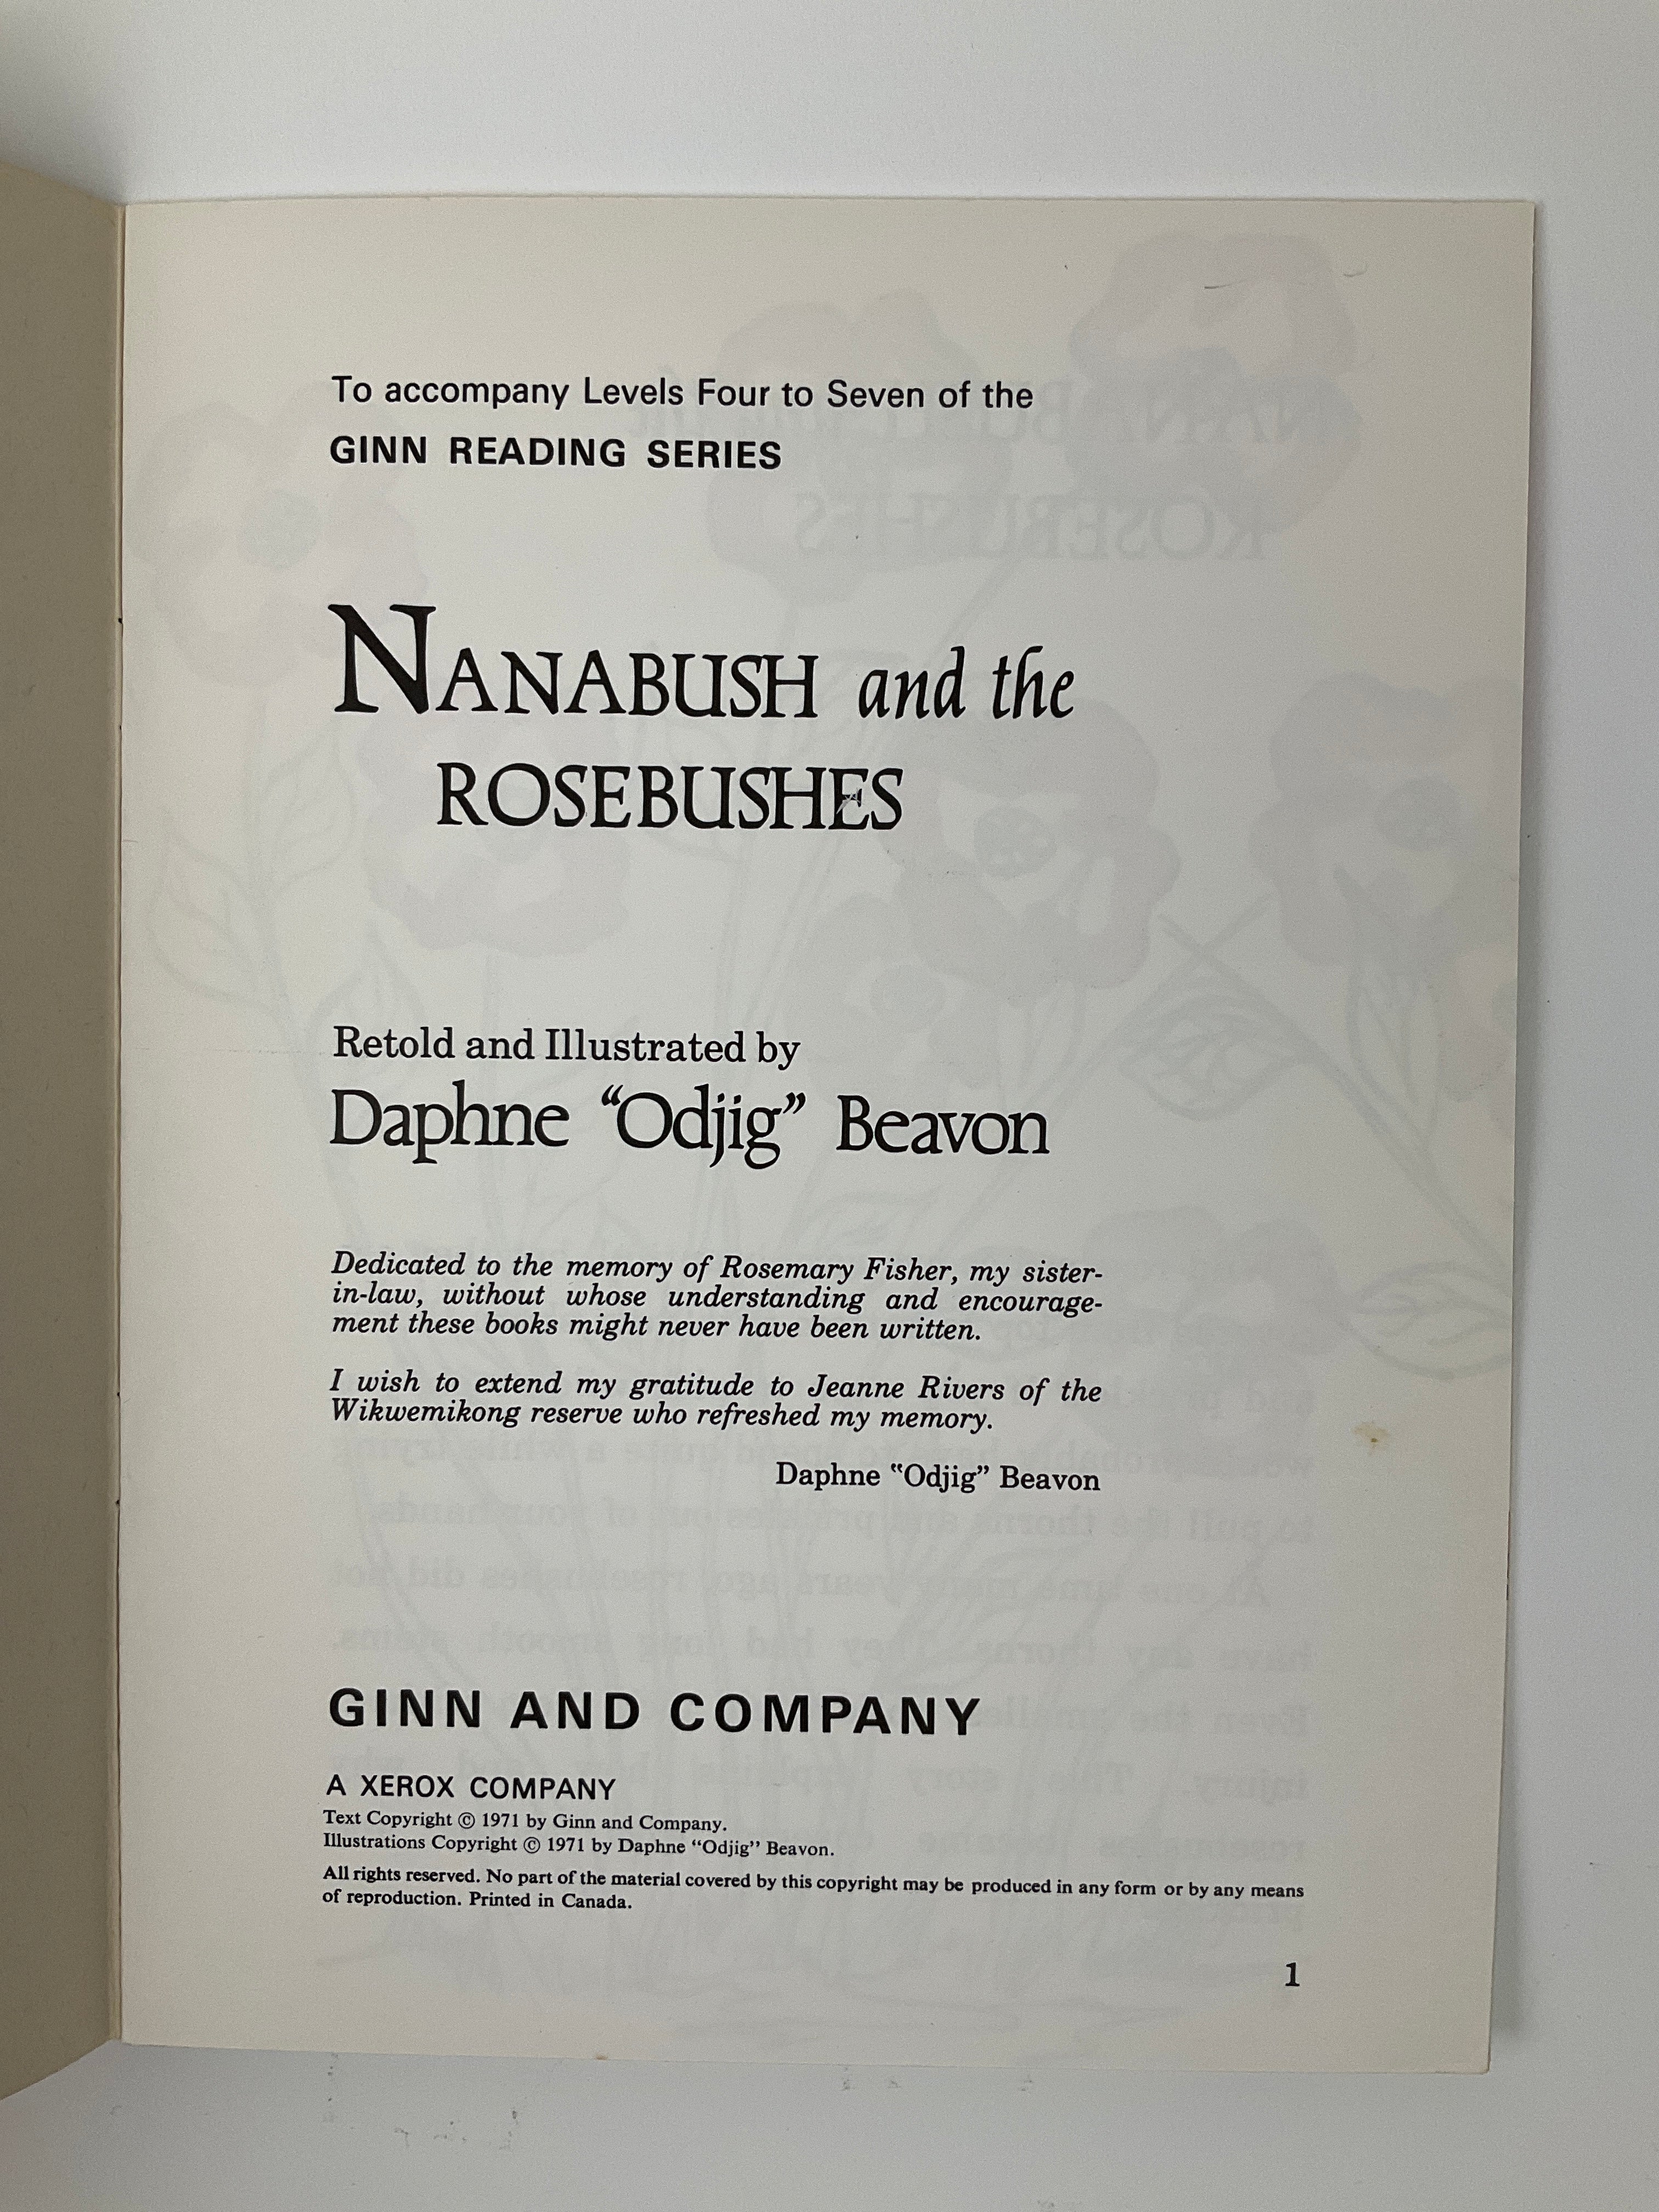 To accompany Levels Four to Seven of the
GINN READING SERIES
NANABUSH and the
ROSEBUSHES
Retold and Illustrated by
Daphne “Odjig” Beavon
Dedicated to the memory of Rosemary Fisher, my sister-
in-law, without whose understanding and encourage-
ment these books might never have been written.
I wish to extend my gratitude to Jeanne Rivers of the
Wikwemikong reserve who refreshed my memory.
Daphne “Odjig” Beavon
GINN AND COMPANY
A XEROX COMPANY
Text Copyright © 1971 by Ginn and Company.
Illustrations Copyright © 1971 by Daphne “Odjig” Beavon.
All rights reserved. No part of the material covered by this copyright may be produced in any form or by any means
of reproduction. Printed in Canada.
1